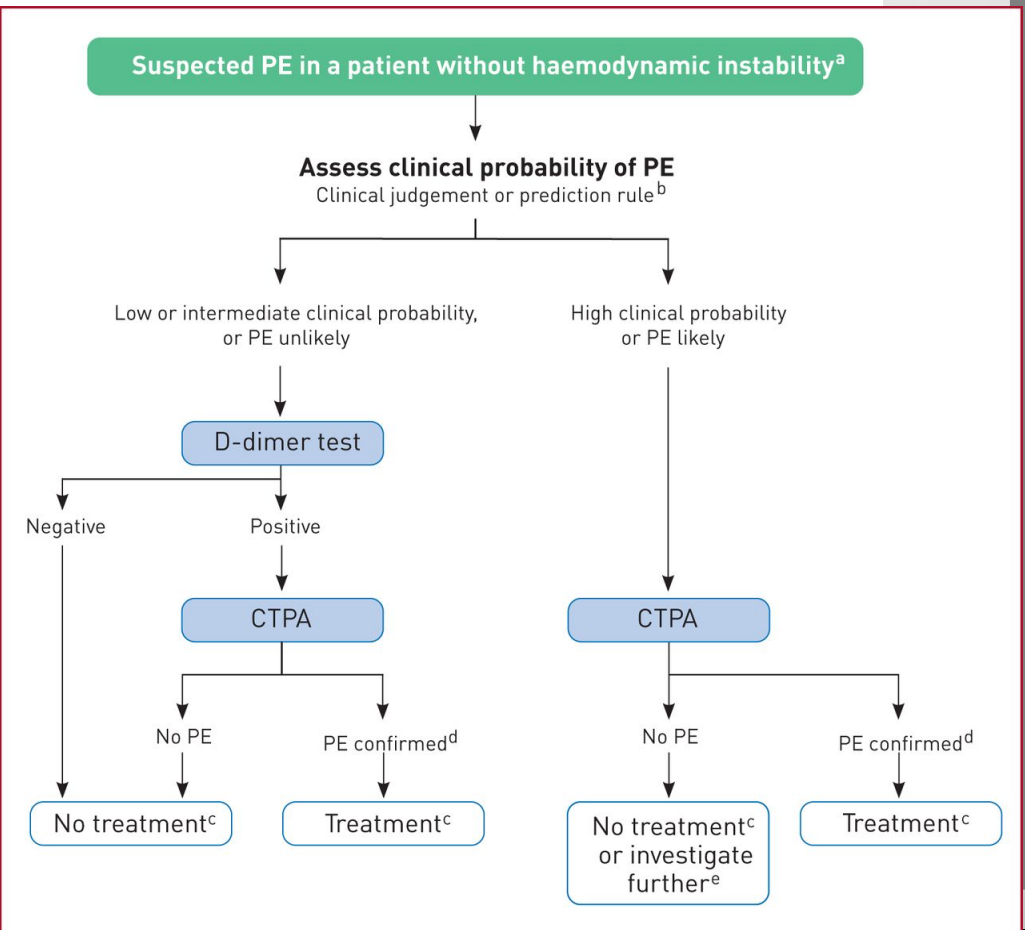 Suspected PE in a patient without haemodynamic instabilityᵃ
Assess clinical probability of PE
Clinical judgement or prediction ruleᵇ
Low or intermediate clinical probability,
or PE unlikely
High clinical probability
or PE likely
D-dimer test
Negative
Positive
CTPA
CTPA
No PE
PE confirmedᵈ
No PE
PE confirmedᵈ
No treatmentᶜ
Treatmentᶜ
No treatmentᶜ
or investigate
furtherᵉ
Treatmentᶜ